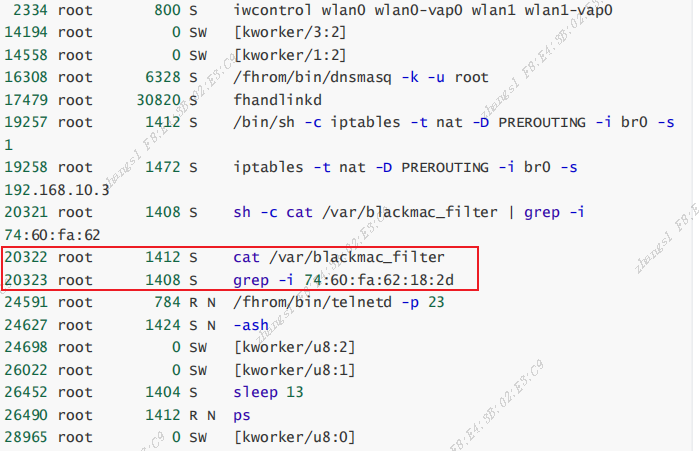 2334 root 800 S iwcontrol wlan0 wlan0-vap0 wlan1 wlan1-vap0
14194 root 0 SW [kworker/3:2]
14558 root 0 SW [kworker/1:2]
16308 root 6328 S /fhrom/bin/dnsmasq -k -u root
17479 root 30820 S fhandlinkd
19257 root 1412 S /bin/sh -c iptables -t nat -D PREROUTING -i br0 -s
1
19258 root 1472 S iptables -t nat -D PREROUTING -i br0 -s
192.168.10.3
20321 root 1408 S sh -c cat /var/blackmac_filter | grep -i
74:60:fa:62
20322 root 1412 S cat /var/blackmac_filter
20323 root 1408 S grep -i 74:60:fa:62:18:2d
24591 root 784 R N /fhrom/bin/telnetd -p 23
24627 root 1424 S N -ash
24698 root 0 SW [kworker/u8:2]
26022 root 0 SW [kworker/u8:1]
26452 root 1404 S sleep 13
26490 root 1412 R N ps
28965 root 0 SW [kworker/u8:0]